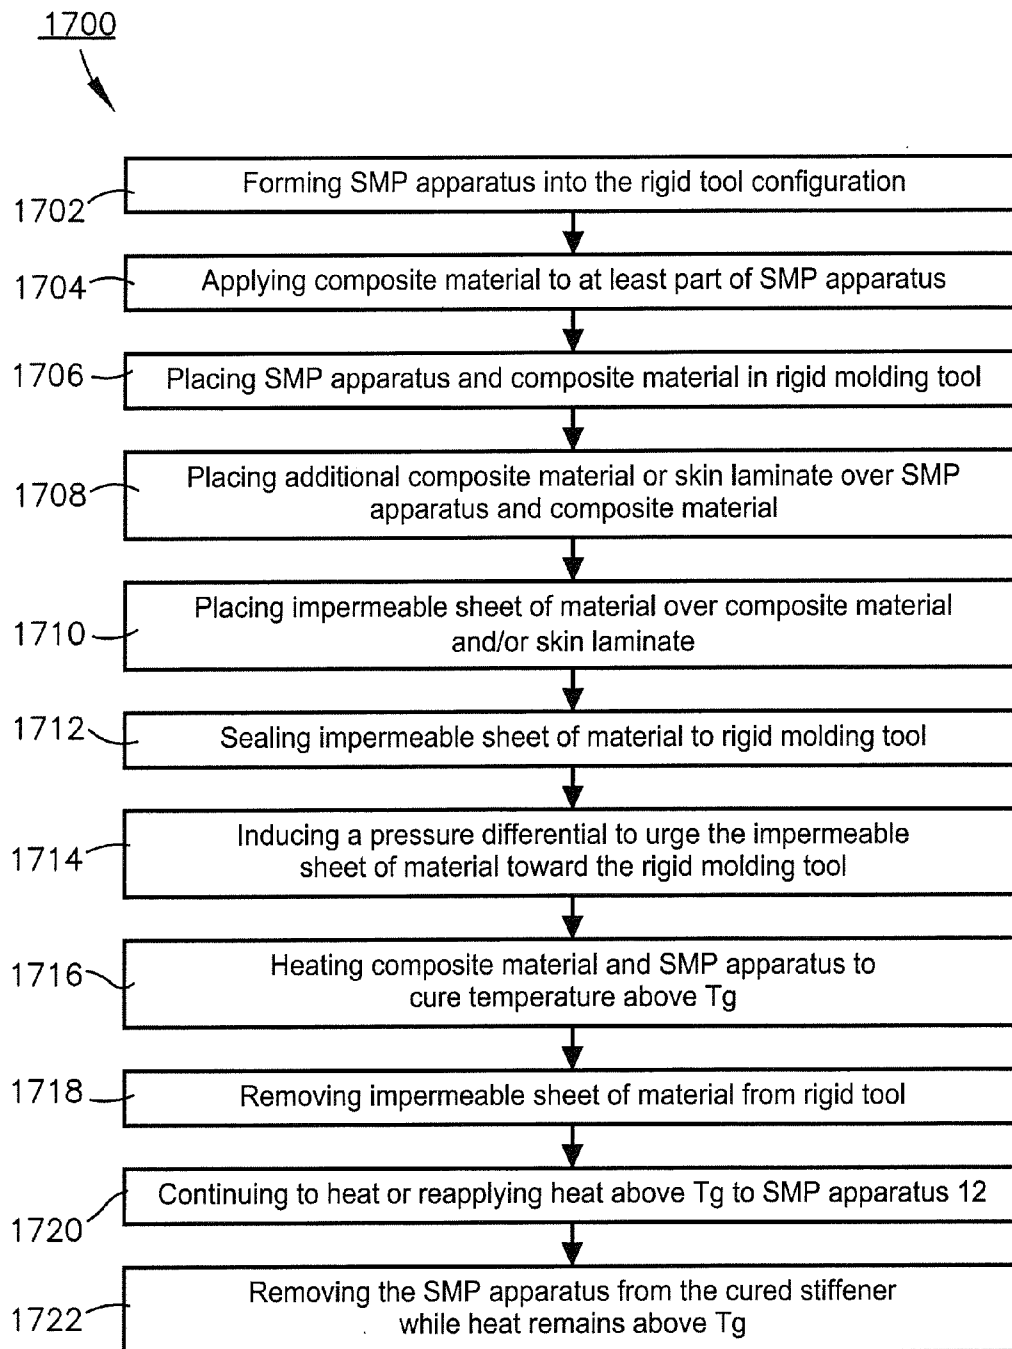 1700
Forming SMP apparatus into the rigid tool configuration
1702
Applying composite material to at least part of SMP apparatus
1704
Placing SMP apparatus and composite material in rigid molding tool
1706
Placing additional composite material or skin laminate over SMP
apparatus and composite material
1708
Placing impermeable sheet of material over composite material
and/or skin laminate
1710
Sealing impermeable sheet of material to rigid molding tool
1712
Inducing a pressure differential to urge the impermeable
sheet of material toward the rigid molding tool
1714
Heating composite material and SMP apparatus to
cure temperature above Tg
1716
Removing impermeable sheet of material from rigid tool
1718
Continuing to heat or reapplying heat above Tg to SMP apparatus 12
1720
Removing the SMP apparatus from the cured stiffener
while heat remains above Tg
1722